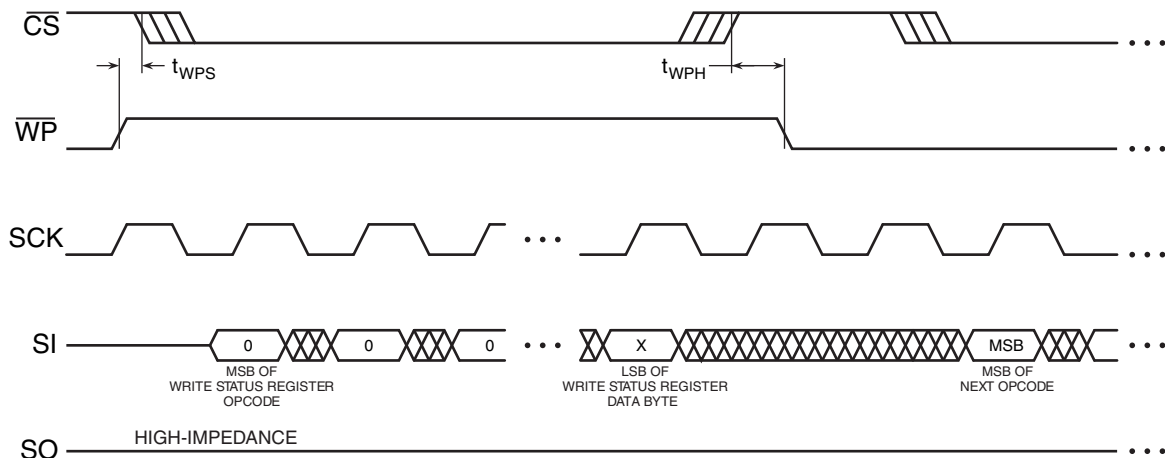 CS
tWPS
tWPH
• • •
WP
• • •
SCK
• • •
• • •
SI
0
0
0
• • •
X
MSB
• • •
MSB OF
WRITE STATUS REGISTER
OPCODE
LSB OF
WRITE STATUS REGISTER
DATA BYTE
MSB OF
NEXT OPCODE
SO
HIGH-IMPEDANCE
• • •